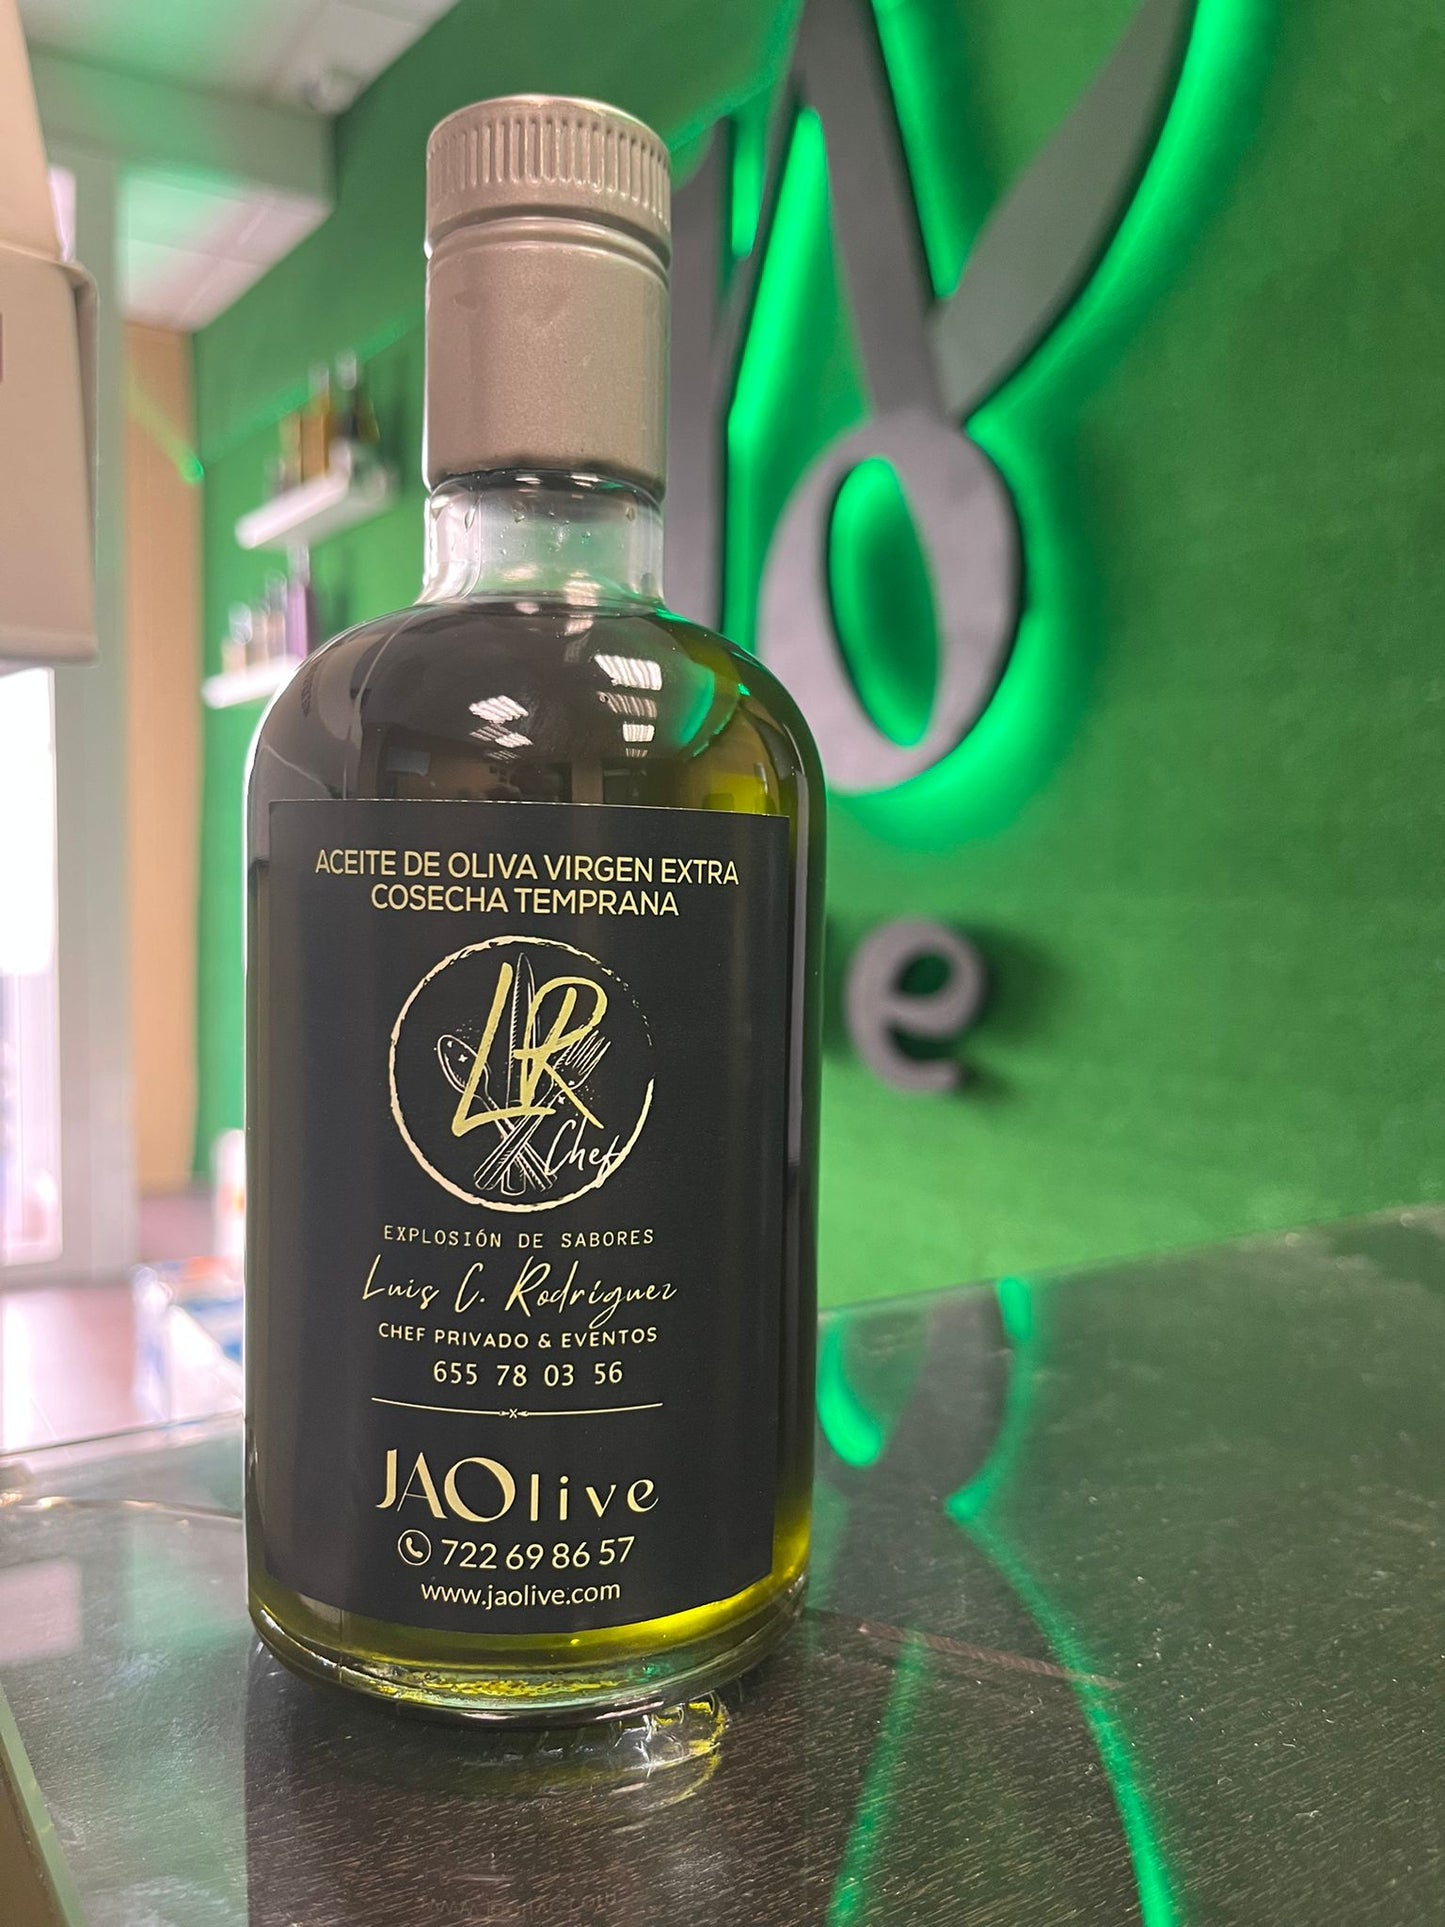 ACEITE DE OLIVA VIRGEN EXTRA
COSECHA TEMPRANA
LR
Chef
EXPLOSIÓN DE SABORES
Luis C. Rodríguez
CHEF PRIVADO & EVENTOS
655 78 03 56
JAOlive
722 69 86 57
www.jaolive.com
e